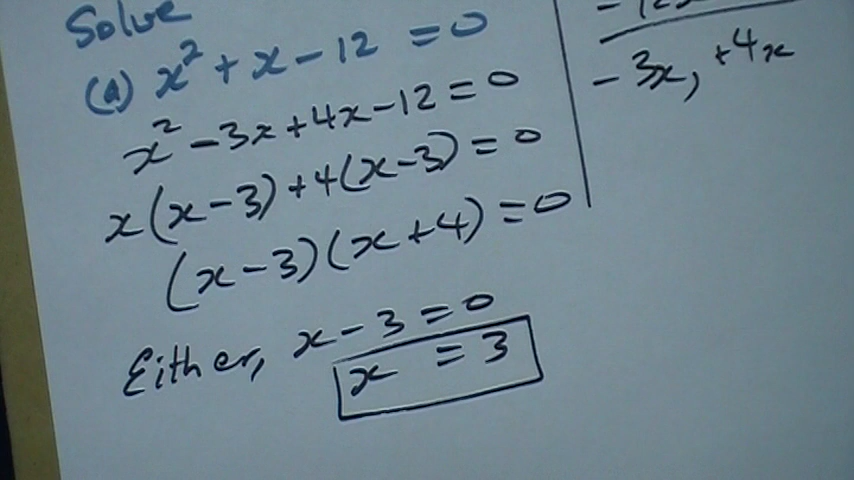 Solve
(a) x² + x - 12 = 0
x² - 3x + 4x - 12 = 0
x(x - 3) + 4(x - 3) = 0
(x - 3)(x + 4) = 0
Either, x - 3 = 0
x = 3
- 3x, + 4x